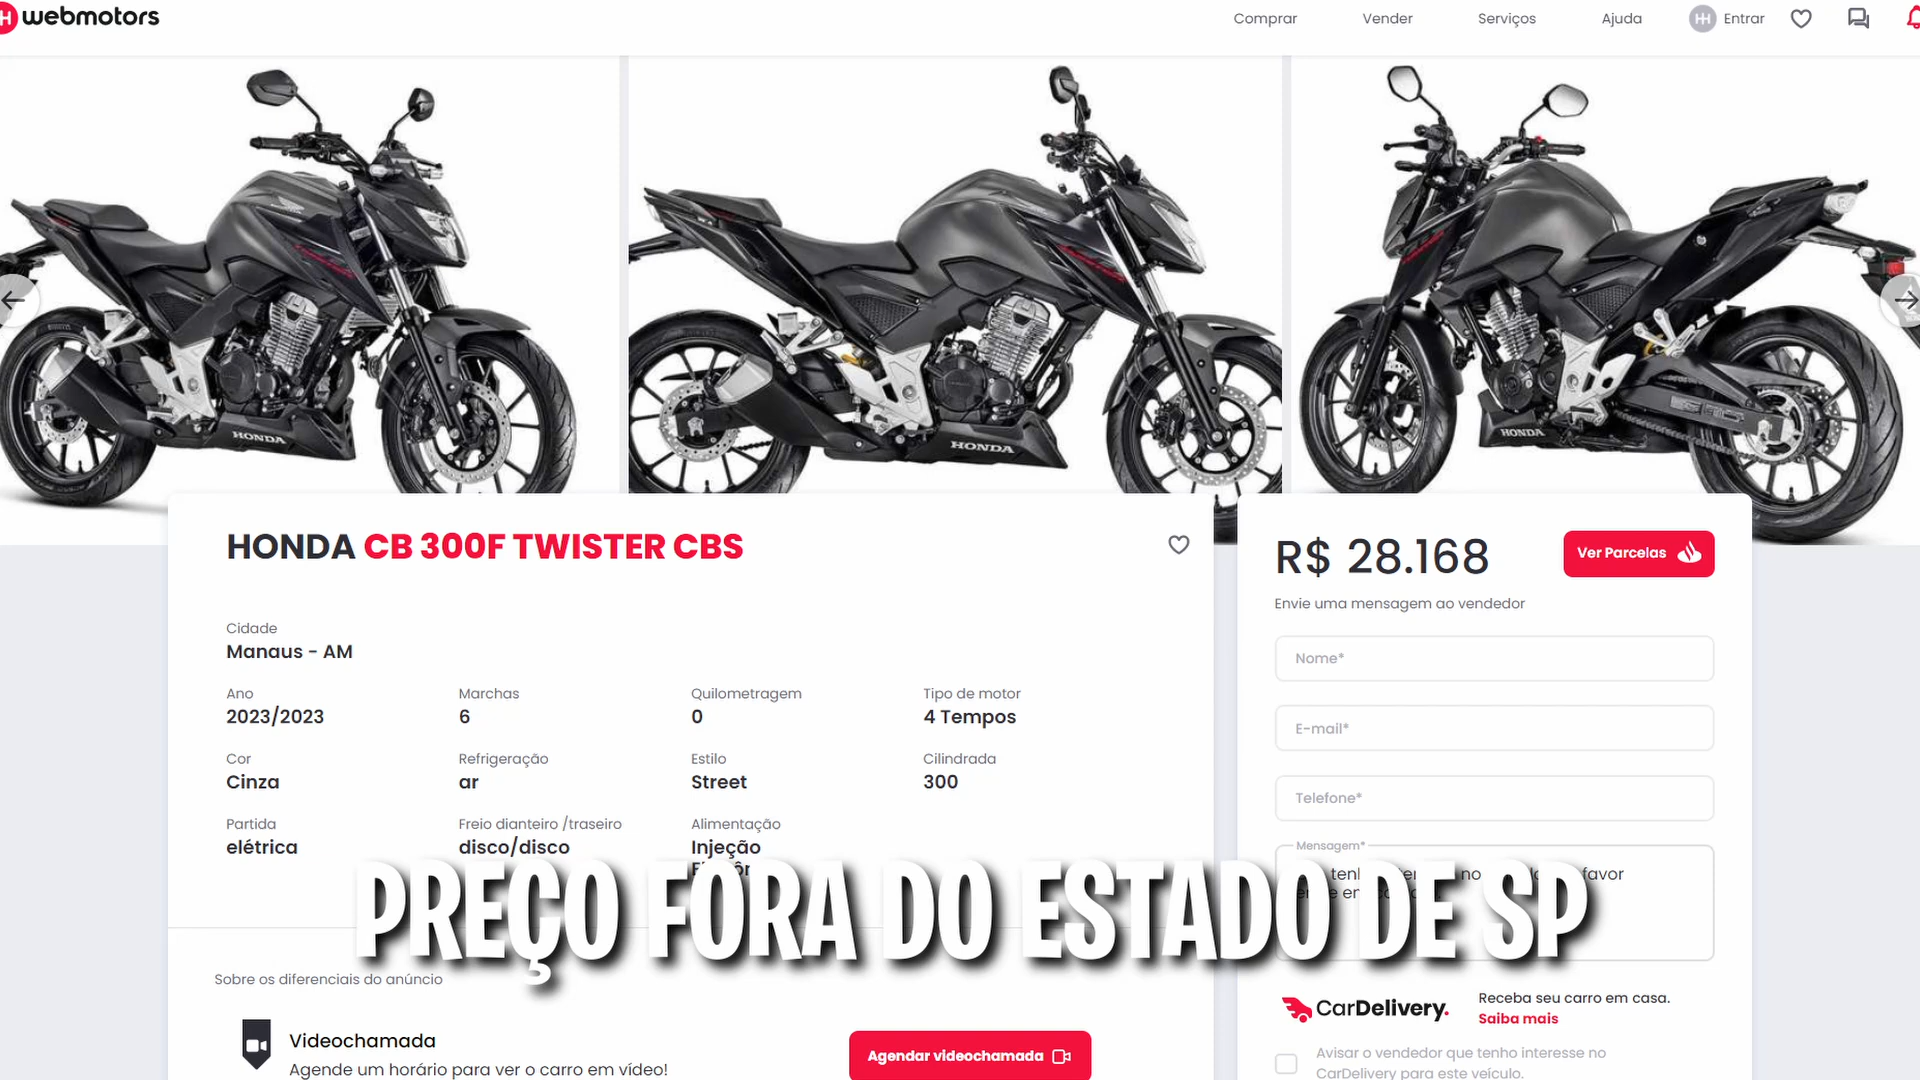 webmotors
Comprar Vender Serviços Ajuda Entrar
HONDA
HONDA
HONDA
HONDA CB 300F TWISTER CBS
Cidade
Manaus - AM
Ano Marchas Quilometragem Tipo de motor
2023/2023 6 0 4 Tempos
Cor Refrigeração Estilo Cilindrada
Cinza ar Street 300
Partida Freio dianteiro /traseiro Alimentação
elétrica disco/disco Injeção
R$ 28.168
Ver Parcelas
Envie uma mensagem ao vendedor
Nome*
E-mail*
Telefone*
Mensagem*
favor
PREÇO FORA DO ESTADO DE SP
Sobre os diferenciais do anúncio
Videochamada
Agende um horário para ver o carro em vídeo!
Agendar videochamada
CarDelivery.
Receba seu carro em casa.
Saiba mais
Avisar o vendedor que tenho interesse no
CarDelivery para este veículo.